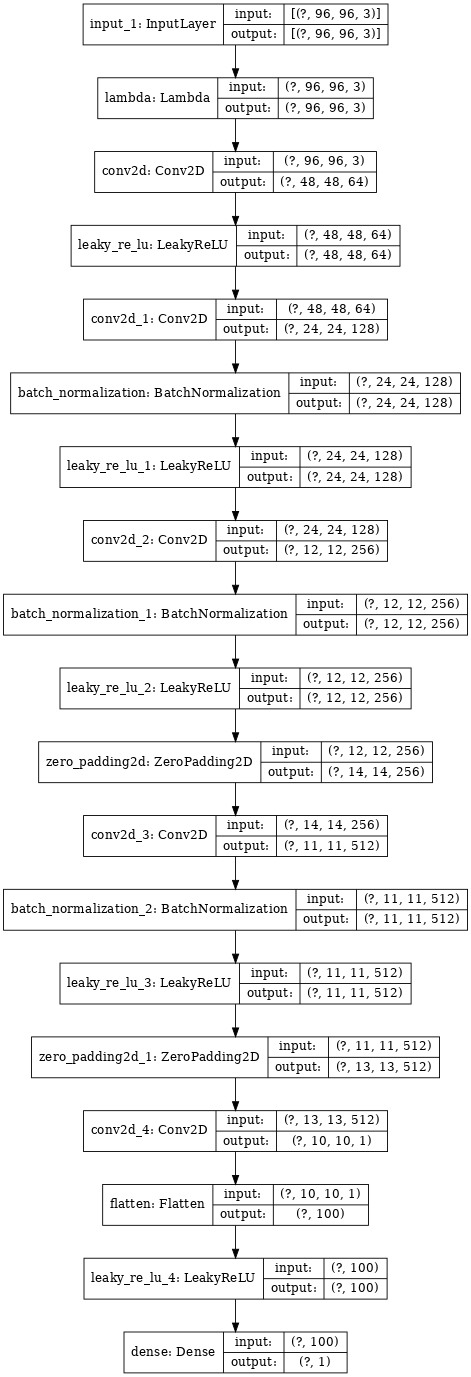 input_1: InputLayer
input: [(?, 96, 96, 3)]
output: [(?, 96, 96, 3)]
lambda: Lambda
input: (?, 96, 96, 3)
output: (?, 96, 96, 3)
conv2d: Conv2D
input: (?, 96, 96, 3)
output: (?, 48, 48, 64)
leaky_re_lu: LeakyReLU
input: (?, 48, 48, 64)
output: (?, 48, 48, 64)
conv2d_1: Conv2D
input: (?, 48, 48, 64)
output: (?, 24, 24, 128)
batch_normalization: BatchNormalization
input: (?, 24, 24, 128)
output: (?, 24, 24, 128)
leaky_re_lu_1: LeakyReLU
input: (?, 24, 24, 128)
output: (?, 24, 24, 128)
conv2d_2: Conv2D
input: (?, 24, 24, 128)
output: (?, 12, 12, 256)
batch_normalization_1: BatchNormalization
input: (?, 12, 12, 256)
output: (?, 12, 12, 256)
leaky_re_lu_2: LeakyReLU
input: (?, 12, 12, 256)
output: (?, 12, 12, 256)
zero_padding2d: ZeroPadding2D
input: (?, 12, 12, 256)
output: (?, 14, 14, 256)
conv2d_3: Conv2D
input: (?, 14, 14, 256)
output: (?, 11, 11, 512)
batch_normalization_2: BatchNormalization
input: (?, 11, 11, 512)
output: (?, 11, 11, 512)
leaky_re_lu_3: LeakyReLU
input: (?, 11, 11, 512)
output: (?, 11, 11, 512)
zero_padding2d_1: ZeroPadding2D
input: (?, 11, 11, 512)
output: (?, 13, 13, 512)
conv2d_4: Conv2D
input: (?, 13, 13, 512)
output: (?, 10, 10, 1)
flatten: Flatten
input: (?, 10, 10, 1)
output: (?, 100)
leaky_re_lu_4: LeakyReLU
input: (?, 100)
output: (?, 100)
dense: Dense
input: (?, 100)
output: (?, 1)